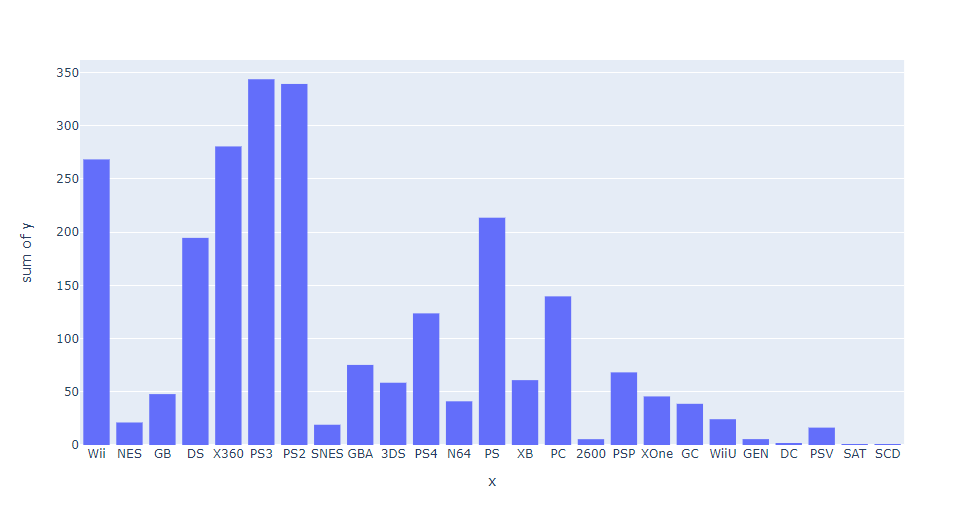 350
300
250
200
150
100
50
0
sum of y
Wii NES GB DS X360 PS3 PS2 SNES GBA 3DS PS4 N64 PS XB PC 2600 PSP XOne GC WiiU GEN DC PSV SAT SCD
x